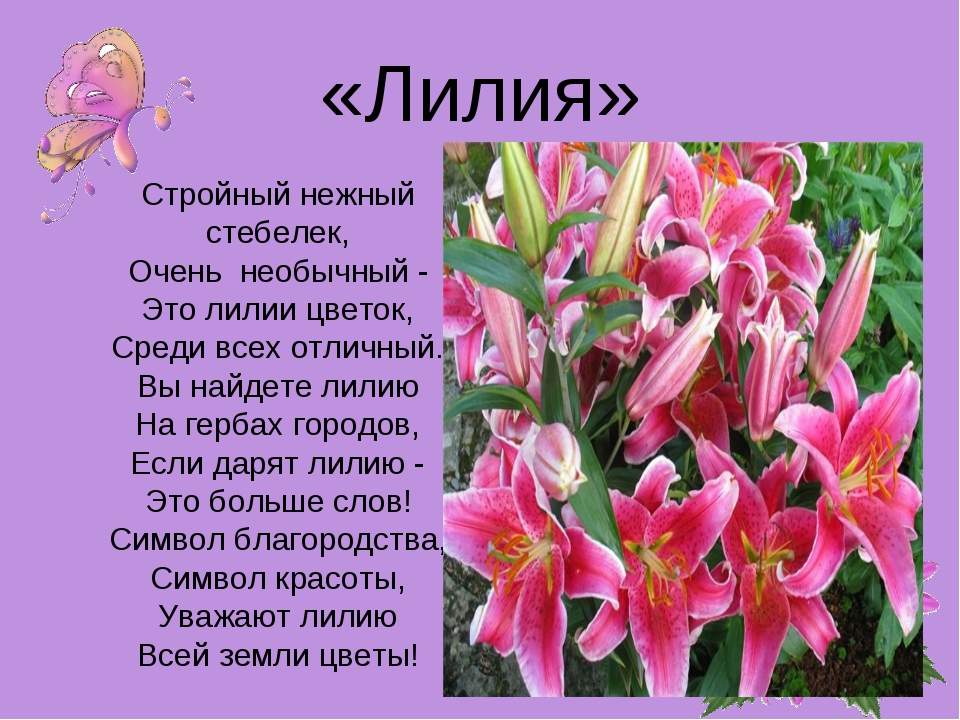 «Лилия»
Стройный нежный
стебелек,
Очень  необычный -
Это лилии цветок,
Среди всех отличный.
Вы найдете лилию
На гербах городов,
Если дарят лилию -
Это больше слов!
Символ благородства,
Символ красоты,
Уважают лилию
Всей земли цветы!